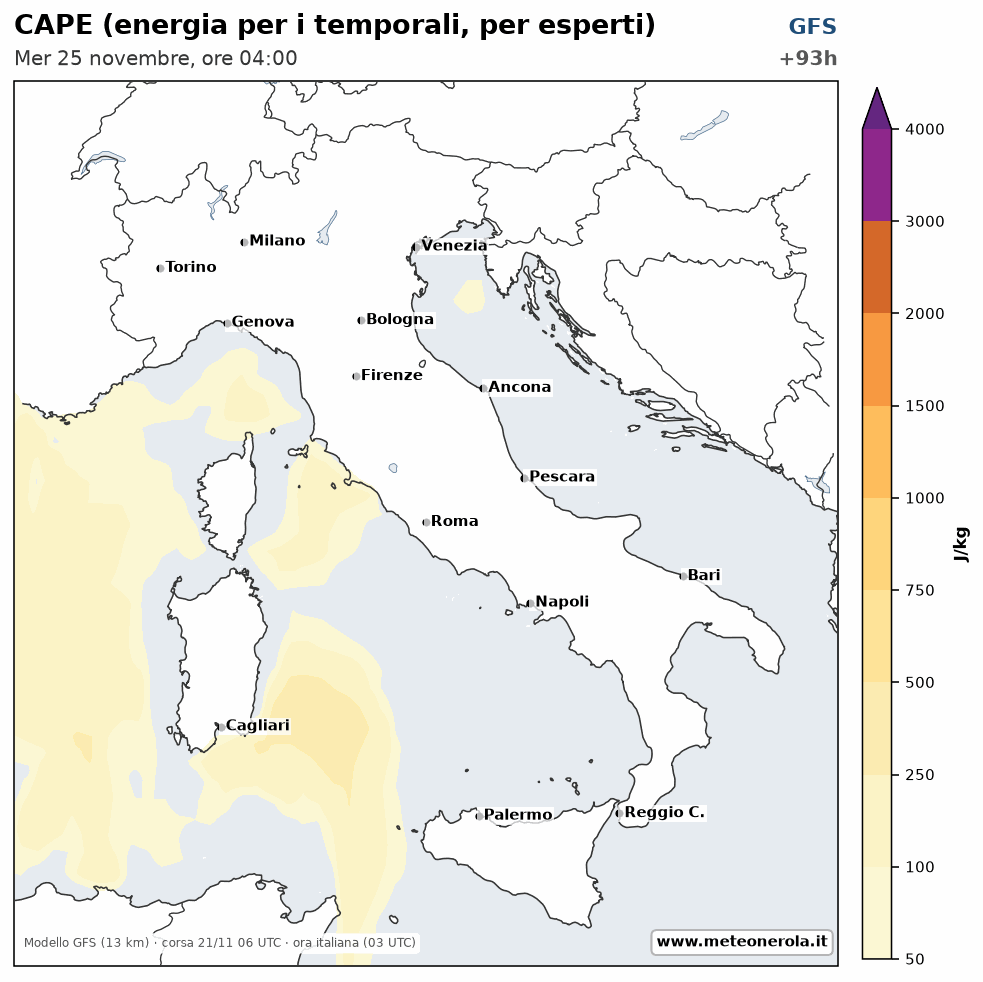 CAPE (energia per i temporali, per esperti)
GFS
Mer 25 novembre, ore 04:00
+93h
4000
3000
2000
1500
1000
750
500
250
100
50
J/kg
Milano
Venezia
Torino
Genova
Bologna
Firenze
Ancona
Pescara
Roma
Bari
Napoli
Cagliari
Palermo
Reggio C.
Modello GFS (13 km) · corsa 21/11 06 UTC · ora italiana (03 UTC)
www.meteonerola.it